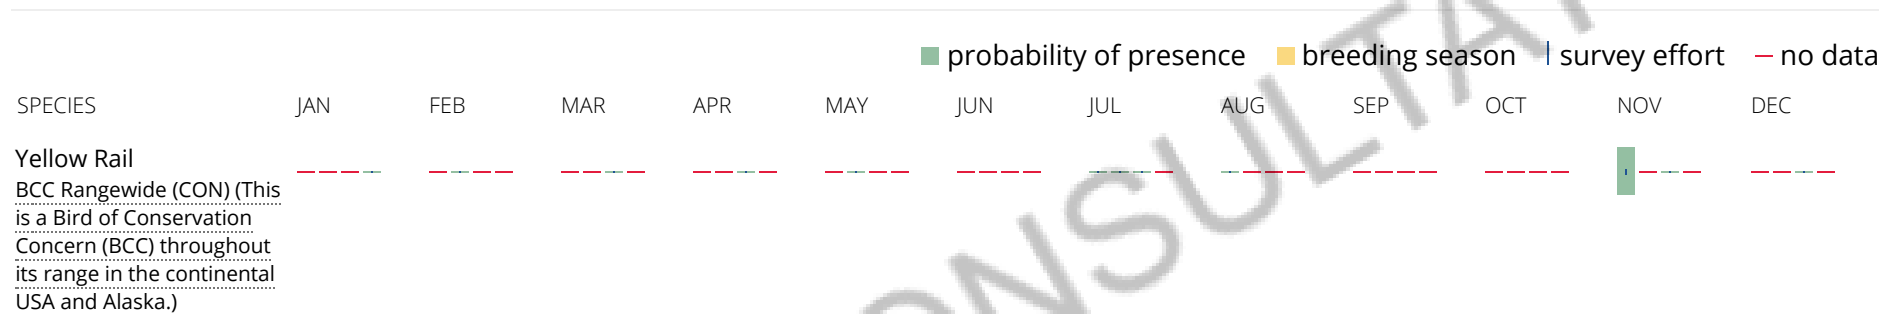 probability of presence breeding season survey effort no data
SPECIES JAN FEB MAR APR MAY JUN JUL AUG SEP OCT NOV DEC
Yellow Rail
BCC Rangewide (CON) (This
is a Bird of Conservation
Concern (BCC) throughout
its range in the continental
USA and Alaska.)
ONSULTAT